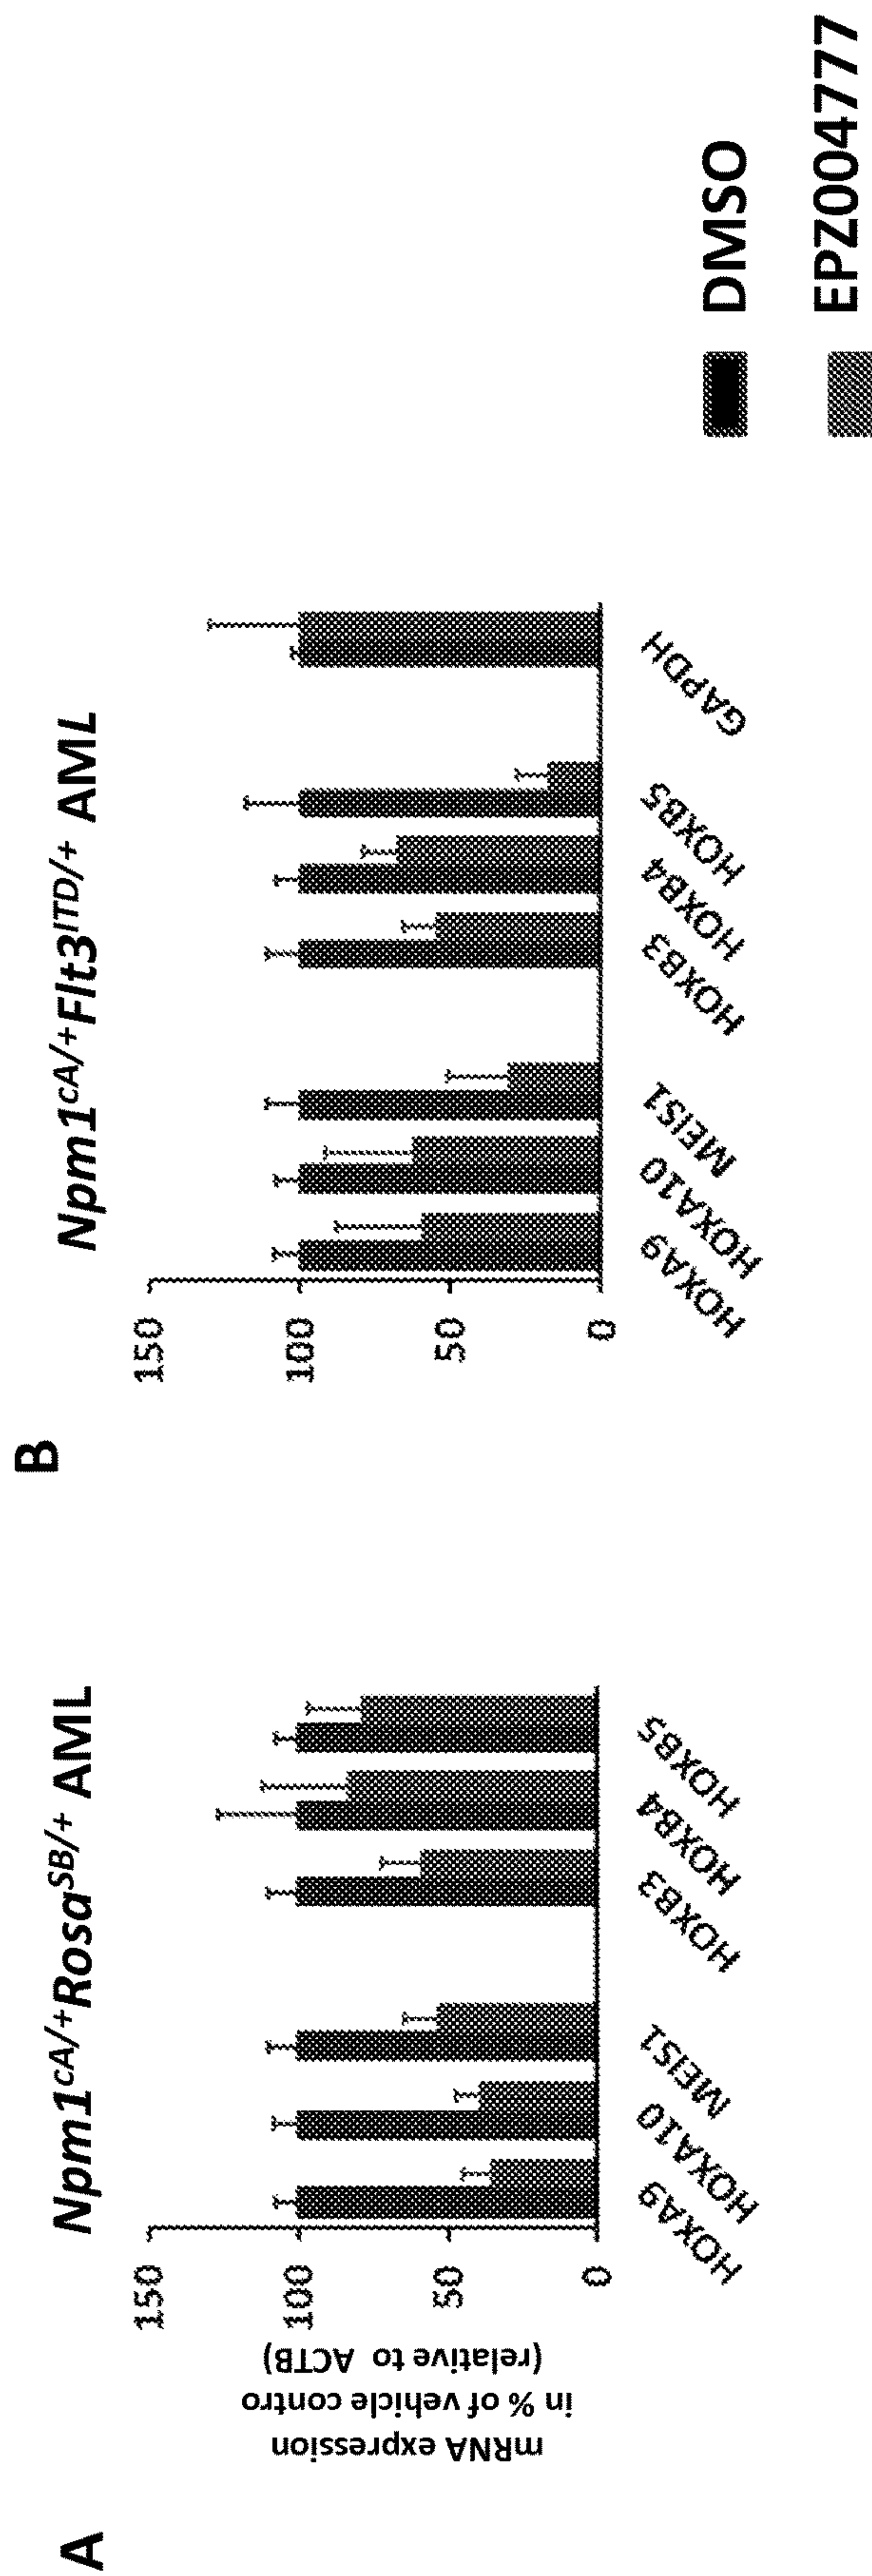 A
Npm1cA/+RosaSB/+ AML
mRNA expression
in % of vehicle contro
(relative to ACTB)
150
100
50
0
HOXA9
HOXA10
MEIS1
HOXB3
HOXB4
HOXB5
B
Npm1cA/+Flt3ITD/+ AML
150
100
50
0
HOXA9
HOXA10
MEIS1
HOXB3
HOXB4
HOXB5
GAPDH
DMSO
EPZ004777